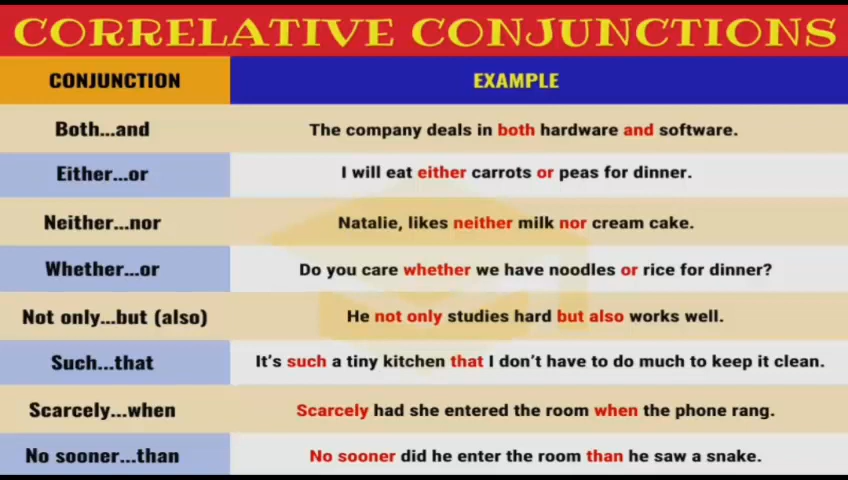 CORRELATIVE CONJUNCTIONS
CONJUNCTION EXAMPLE
Both...and The company deals in both hardware and software.
Either...or I will eat either carrots or peas for dinner.
Neither...nor Natalie, likes neither milk nor cream cake.
Whether...or Do you care whether we have noodles or rice for dinner?
Not only...but (also) He not only studies hard but also works well.
Such...that It's such a tiny kitchen that I don't have to do much to keep it clean.
Scarcely...when Scarcely had she entered the room when the phone rang.
No sooner...than No sooner did he enter the room than he saw a snake.